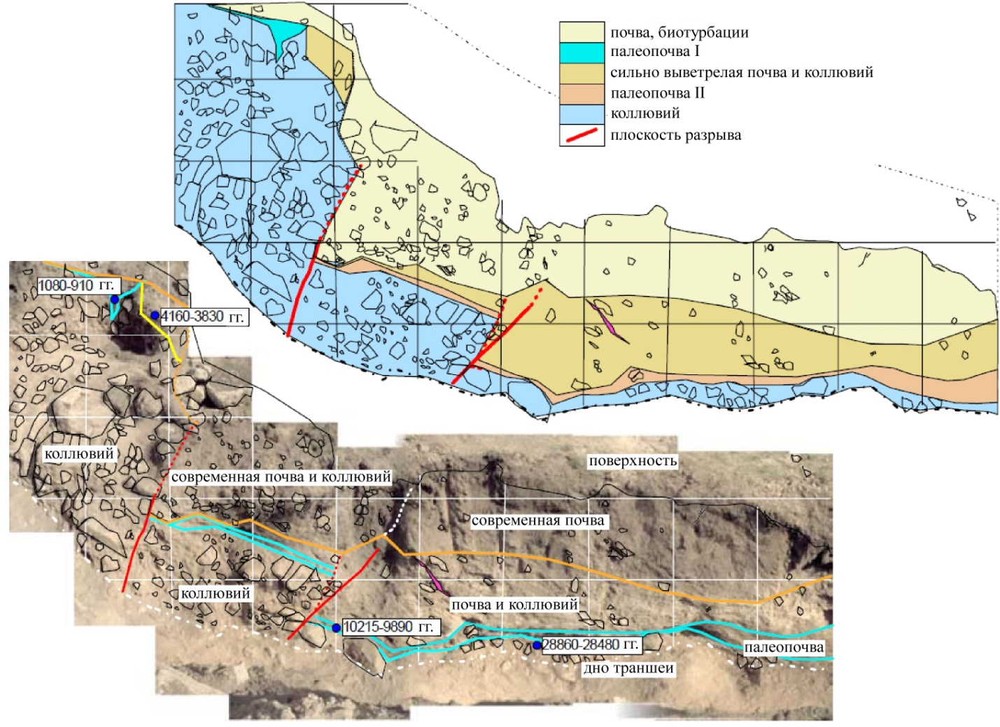 почва, биотурбации
палеопочва I
сильно выветрелая почва и коллювий
палеопочва II
коллювий
плоскость разрыва
1080-910 гг.
4160-3830 гг.
коллювий
современная почва и коллювий
поверхность
современная почва
коллювий
почва и коллювий
10215-9890 гг.
28860-28480 гг.
палеопочва
дно траншеи